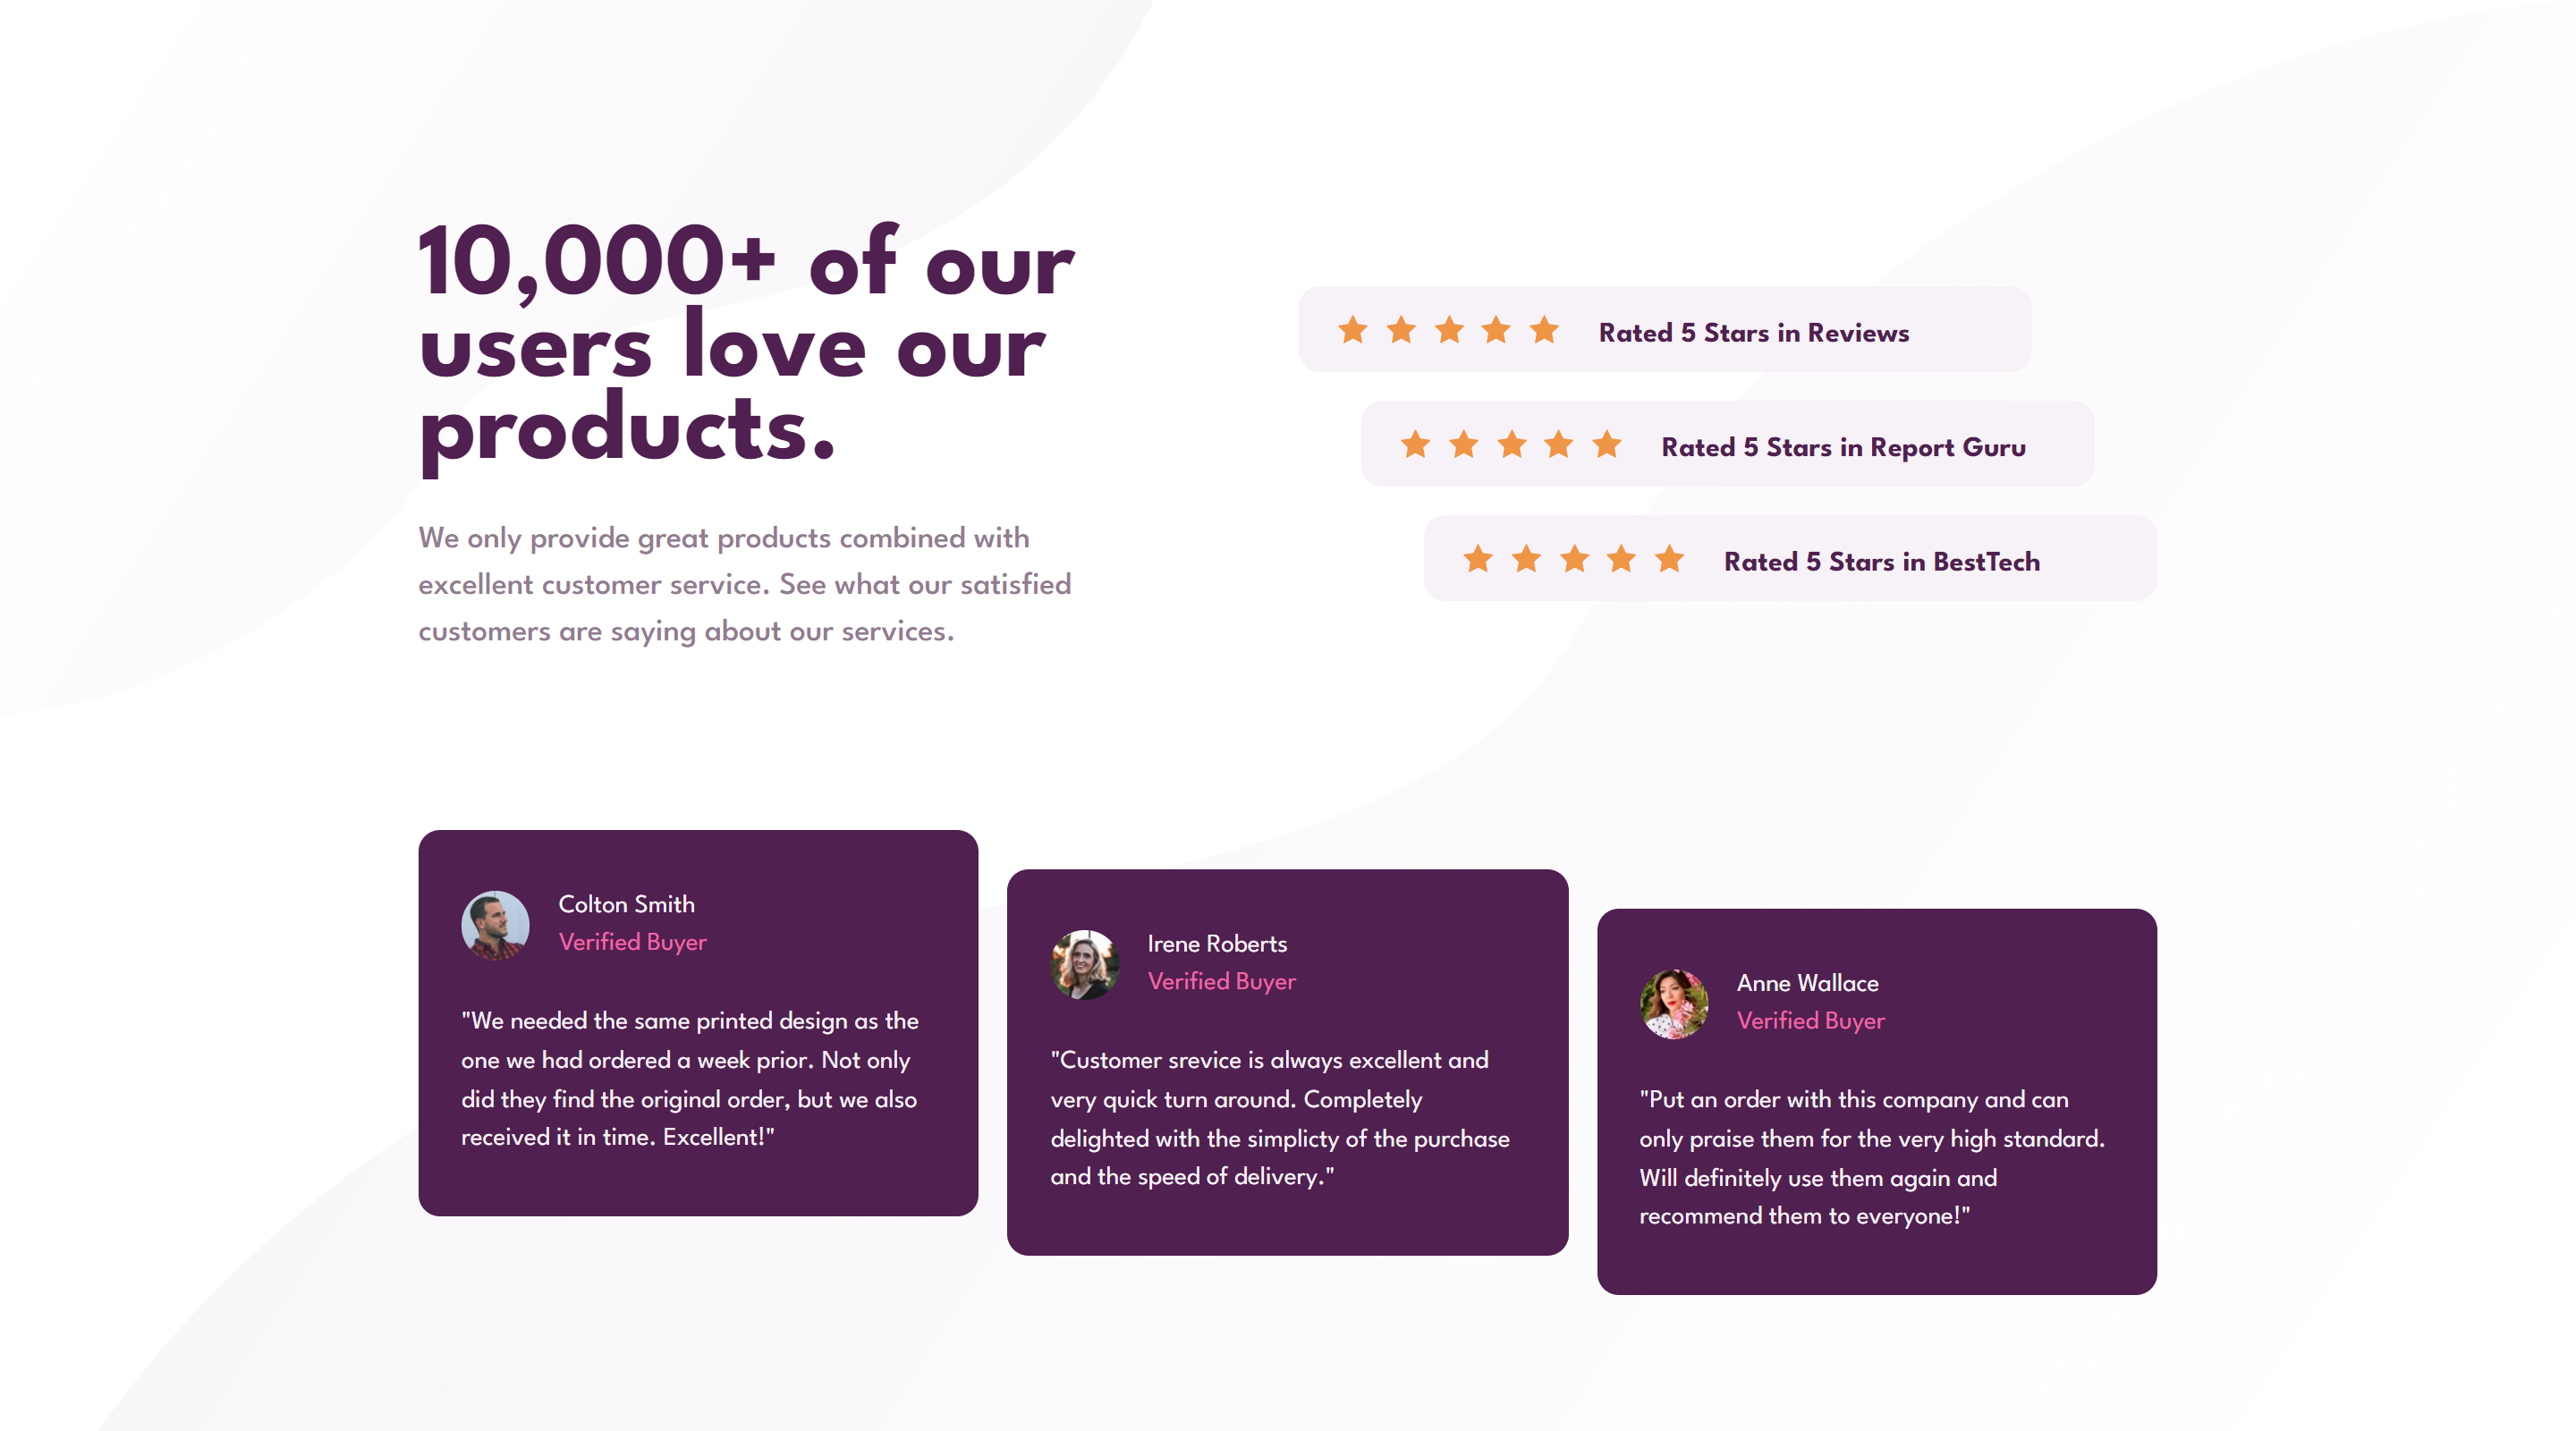 10,000+ of our
users love our
products.
We only provide great products combined with
excellent customer service. See what our satisfied
customers are saying about our services.
Rated 5 Stars in Reviews
Rated 5 Stars in Report Guru
Rated 5 Stars in BestTech
Colton Smith
Verified Buyer
"We needed the same printed design as the
one we had ordered a week prior. Not only
did they find the original order, but we also
received it in time. Excellent!"
Irene Roberts
Verified Buyer
"Customer srevice is always excellent and
very quick turn around. Completely
delighted with the simplicty of the purchase
and the speed of delivery."
Anne Wallace
Verified Buyer
"Put an order with this company and can
only praise them for the very high standard.
Will definitely use them again and
recommend them to everyone!"